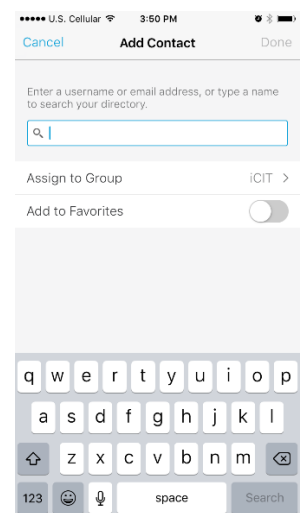 U.S. Cellular 3:50 PM
Cancel Add Contact Done
Enter a username or email address, or type a name
to search your directory.
Assign to Group iCIT >
Add to Favorites
q w e r t y u i o p
a s d f g h j k l
z x c v b n m
123 space Search